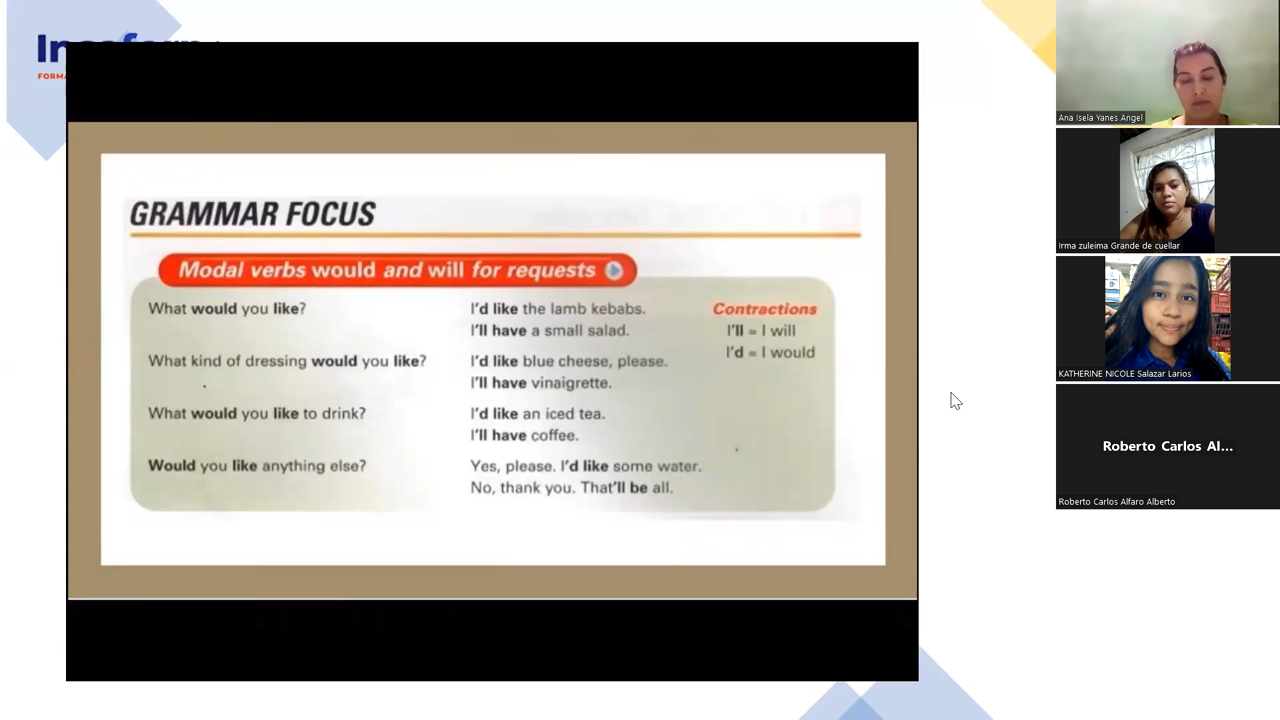 GRAMMAR FOCUS
Modal verbs would and will for requests
What would you like?
I'd like the lamb kebabs.
I'll have a small salad.
What kind of dressing would you like?
I'd like blue cheese, please.
I'll have vinaigrette.
What would you like to drink?
I'd like an iced tea.
I'll have coffee.
Would you like anything else?
Yes, please. I'd like some water.
No, thank you. That'll be all.
Contractions
I'll = I will
I'd = I would
Ana Isela Yanes Angel
Irma zuleima Grande de cuellar
KATHERINE NICOLE Salazar Larios
Roberto Carlos Al...
Roberto Carlos Alfaro Alberto